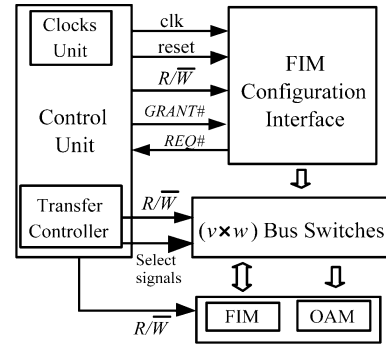 Clocks
Unit
Control
Unit
Transfer
Controller
clk
reset
R/W̅
GRANT#
REQ#
FIM
Configuration
Interface
R/W̅
Select
signals
(v×w) Bus Switches
R/W̅
FIM
OAM